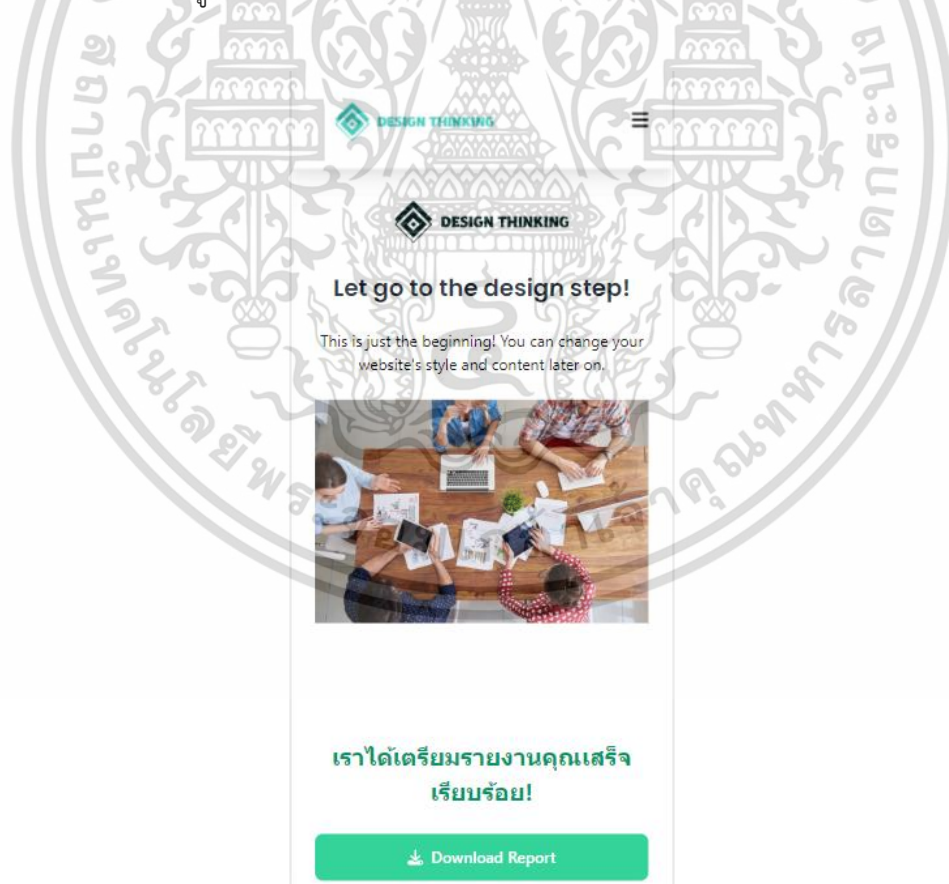 DESIGN THINKING
DESIGN THINKING
Let go to the design step!
This is just the beginning! You can change your
website's style and content later on.
เราได้เตรียมรายงานคุณเสร็จ
เรียบร้อย!
Download Report